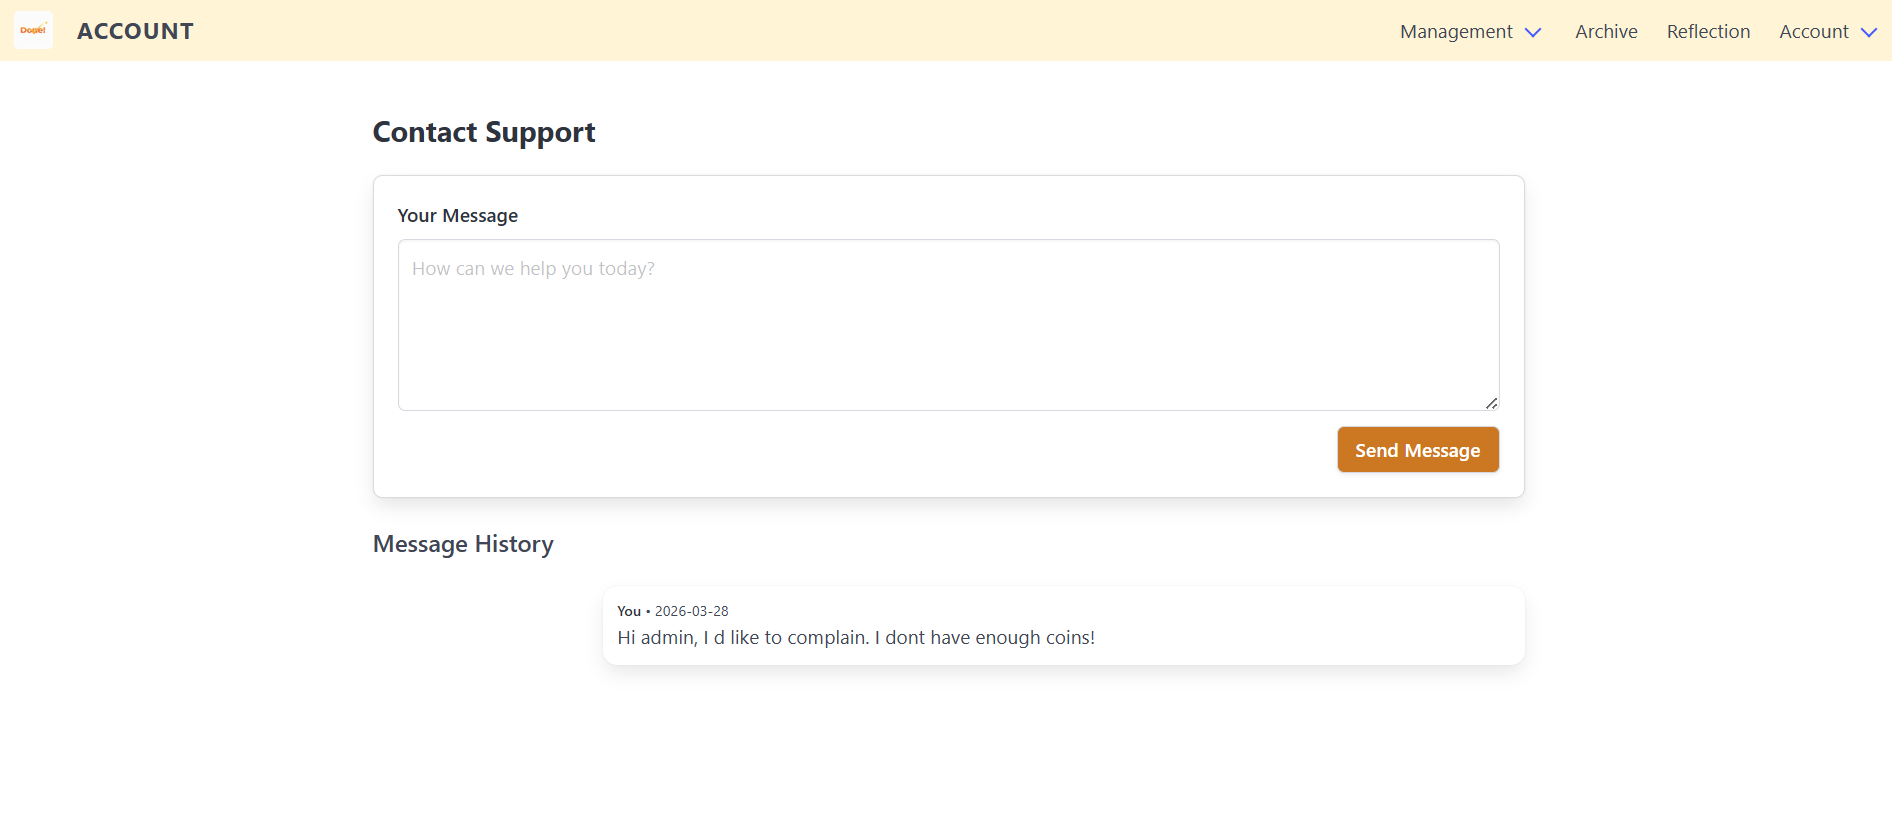 Done!
ACCOUNT
Management
Archive
Reflection
Account
Contact Support
Your Message
How can we help you today?
Send Message
Message History
You • 2026-03-28
Hi admin, I d like to complain. I dont have enough coins!